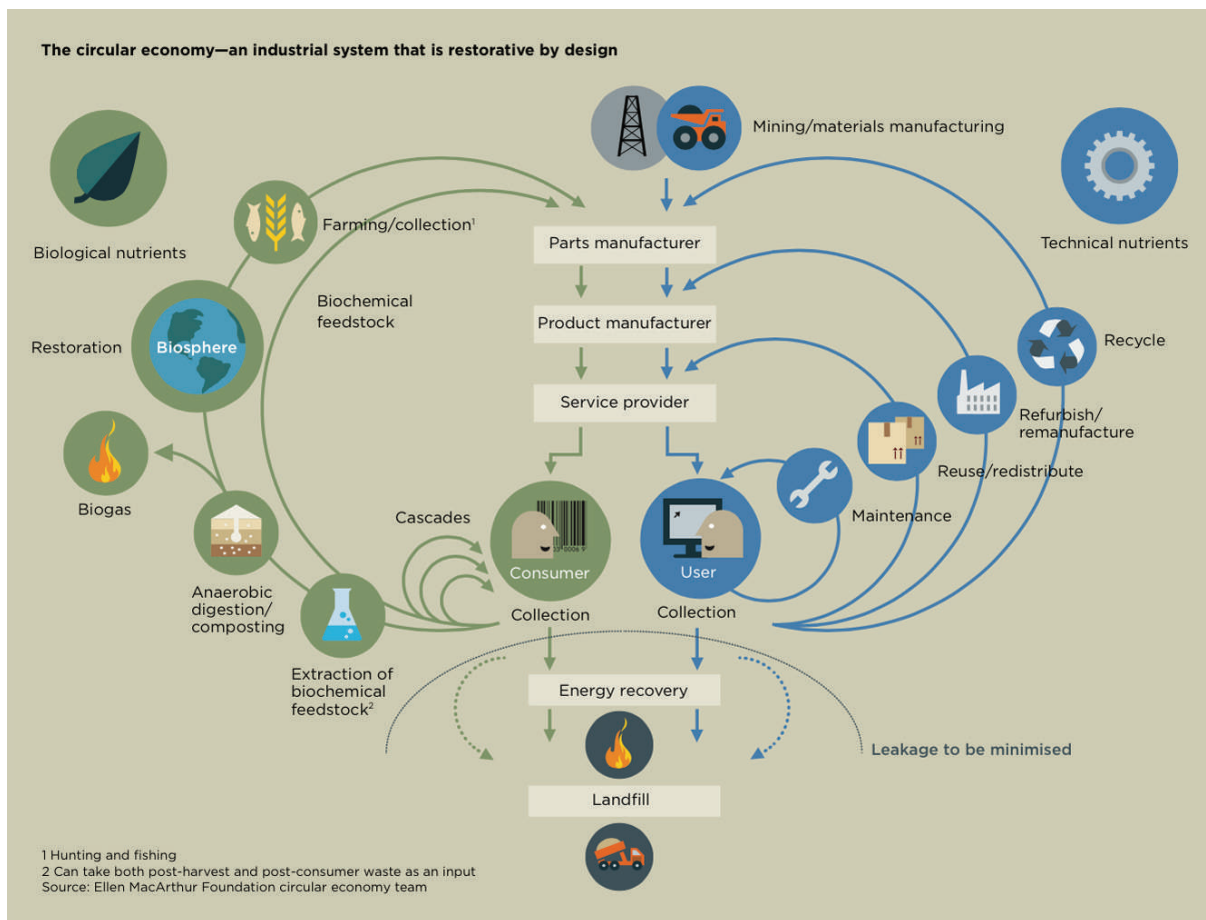 The circular economy—an industrial system that is restorative by design
Mining/materials manufacturing
Biological nutrients
Technical nutrients
Farming/collection¹
Parts manufacturer
Biochemical
feedstock
Product manufacturer
Restoration
Biosphere
Recycle
Service provider
Refurbish/
remanufacture
Reuse/redistribute
Biogas
Cascades
Maintenance
Consumer
User
Anaerobic
digestion/
composting
Collection
Collection
Extraction of
biochemical
feedstock²
Energy recovery
Leakage to be minimised
Landfill
1 Hunting and fishing
2 Can take both post-harvest and post-consumer waste as an input
Source: Ellen MacArthur Foundation circular economy team